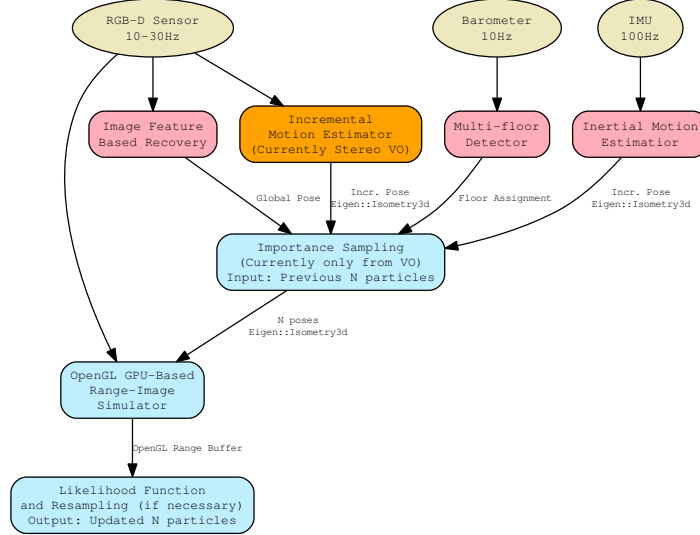 RGB-D Sensor
10-30Hz
Barometer
10Hz
IMU
100Hz
Image Feature
Based Recovery
Incremental
Motion Estimator
(Currently Stereo VO)
Multi-floor
Detector
Inertial Motion
Estimatior
Global Pose
Incr. Pose
Eigen::Isometry3d
Floor Assignment
Incr. Pose
Eigen::Isometry3d
Importance Sampling
(Currently only from VO)
Input: Previous N particles
N poses
Eigen::Isometry3d
OpenGL GPU-Based
Range-Image
Simulator
OpenGL Range Buffer
Likelihood Function
and Resampling (if necessary)
Output: Updated N particles